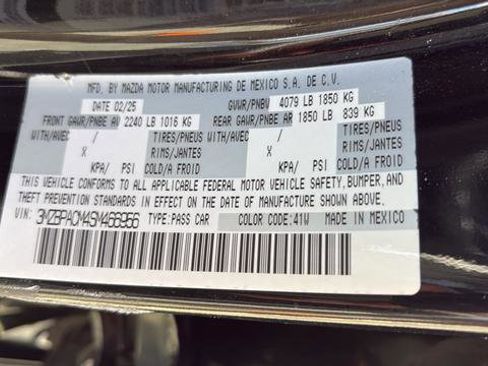 MFD. BY MAZDA MOTOR MANUFACTURING DE MEXICO S.A. DE C.V.
DATE 02/25 GVWR/PNBV 4079 LB 1850 KG
FRONT GAWR/PNBE AV 2240 LB 1016 KG REAR GAWR/PNBE AR 1850 LB 839 KG
WITH/AVEC / TIRES/PNEUS WITH/AVEC / TIRES/PNEUS
X RIMS/JANTES X RIMS/JANTES
KPA/ PSI COLD/A FROID KPA/ PSI COLD/A FROID
THIS VEHICLE CONFORMS TO ALL APPLICABLE FEDERAL MOTOR VEHICLE SAFETY, BUMPER, AND
THEFT PREVENTION STANDARDS IN EFFECT ON THE DATE OF MANUFACTURE SHOWN ABOVE.
VIN: 3MZBPACM4SM466956 TYPE:PASS CAR COLOR CODE:41W MADE IN MEXICO